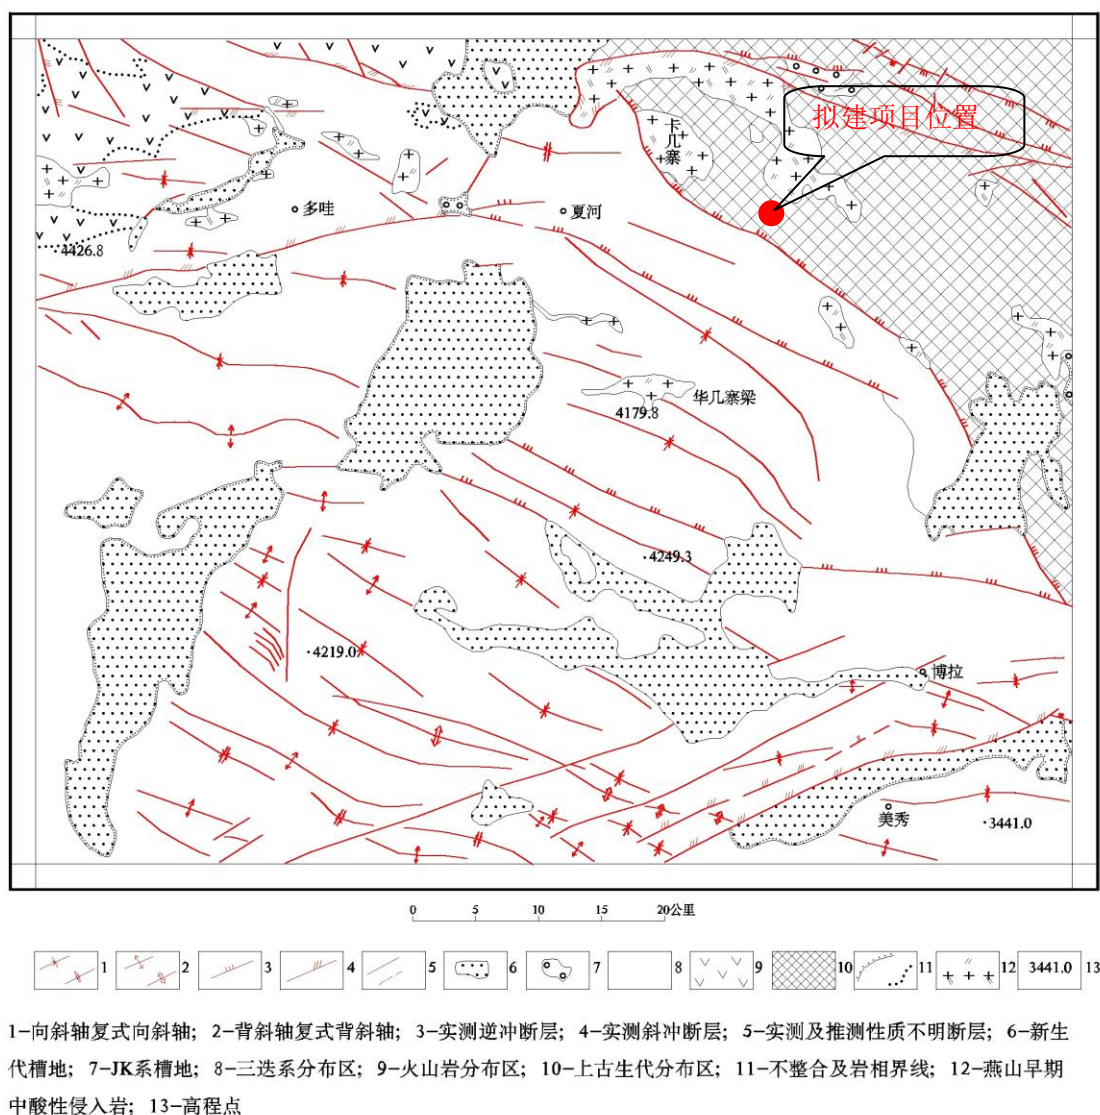 拟建项目位置
卡几寨
多哇
夏河
4426.8
华几寨梁
4179.8
4249.3
4219.0
博拉
美秀
3441.0
0 5 10 15 20公里
1 2 3 4 5 6 7 8 9 10 11 12 3441.0 13
1-向斜轴复式向斜轴；2-背斜轴复式背斜轴；3-实测逆冲断层；4-实测斜冲断层；5-实测及推测性质不明断层；6-新生
代槽地；7-JK系槽地；8-三迭系分布区；9-火山岩分布区；10-上古生代分布区；11-不整合及岩相界线；12-燕山早期
中酸性侵入岩；13-高程点